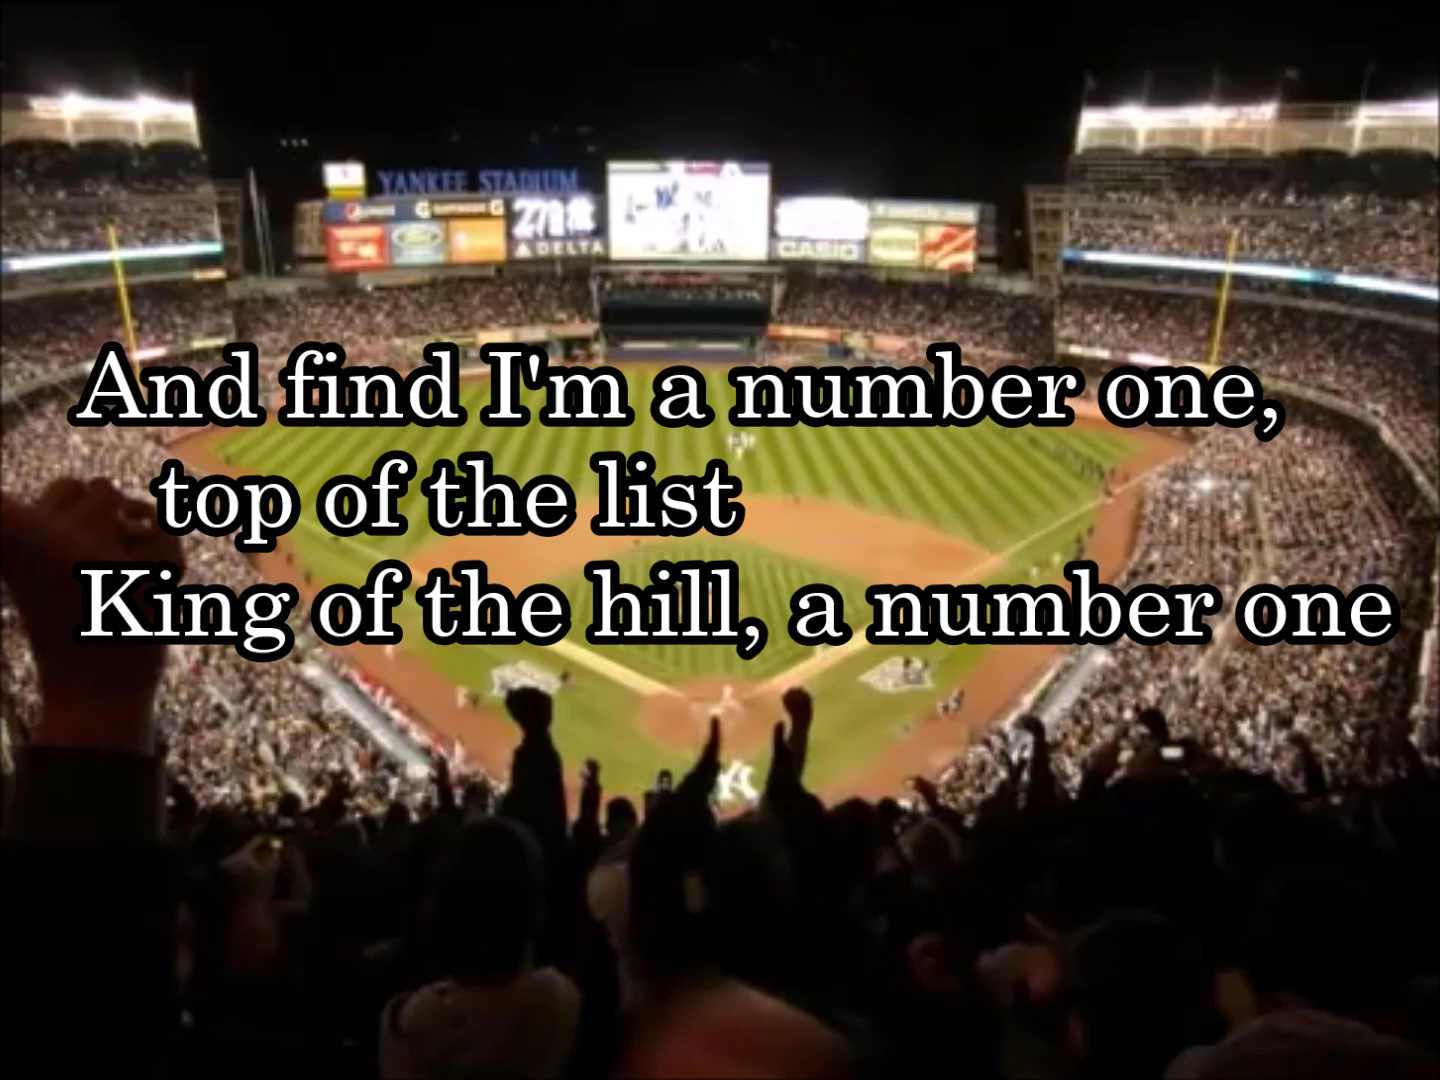 YANKEE STADIUM
DELTA
CASIO
And find I'm a number one,
top of the list
King of the hill, a number one